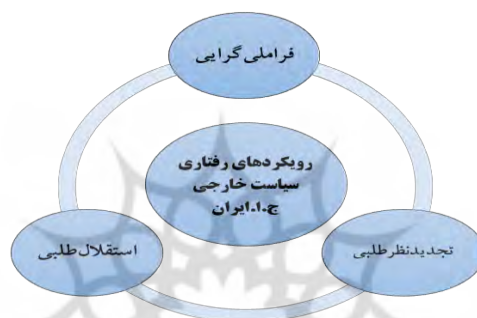 فراملی‌گرایی
رویکردهای رفتاری
سیاست خارجی
ج.ا.ایران
تجدیدنظرطلبی
استقلال‌طلبی